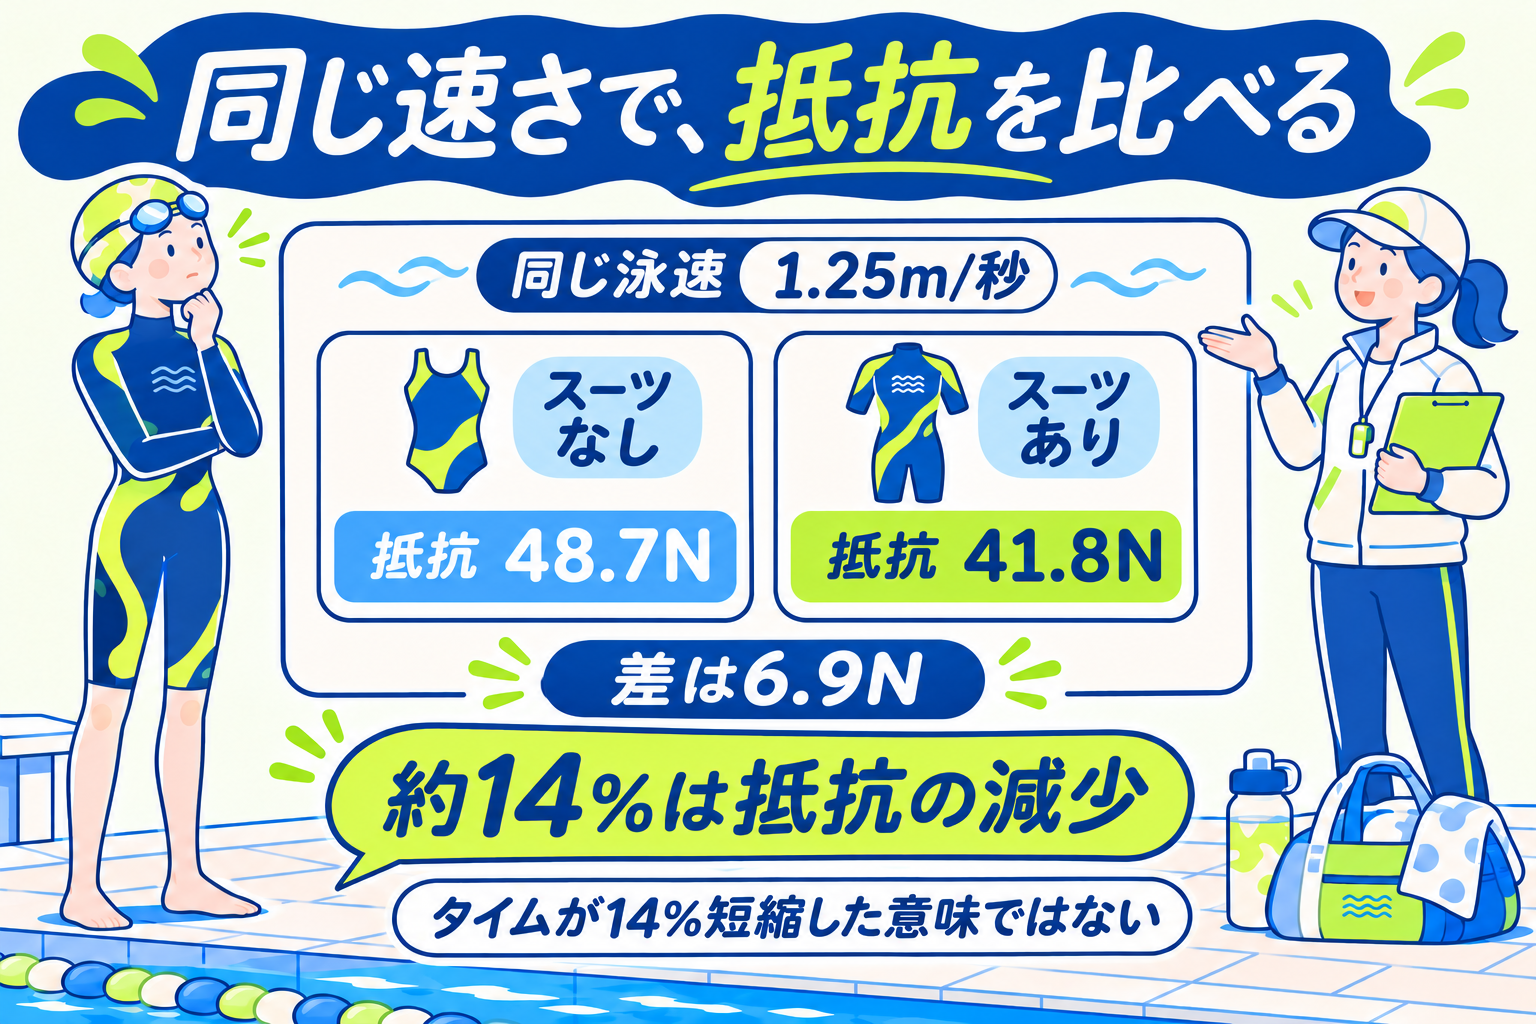 同じ速さで、抵抗を比べる
同じ泳速 1.25m/秒
スーツ
なし
抵抗 48.7N
スーツ
あり
抵抗 41.8N
差は6.9N
約14%は抵抗の減少
タイムが14%短縮した意味ではない